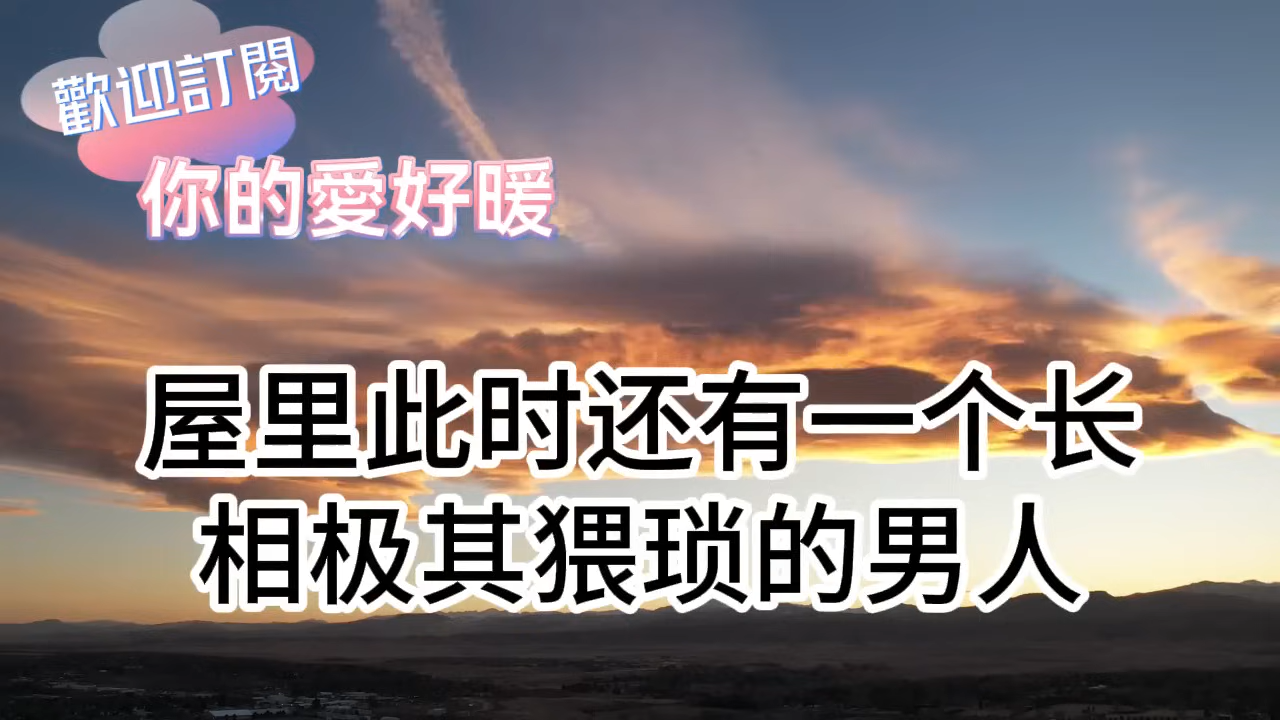 歡迎訂閱
你的愛好暖
屋里此时还有一个长
相极其猥琐的男人